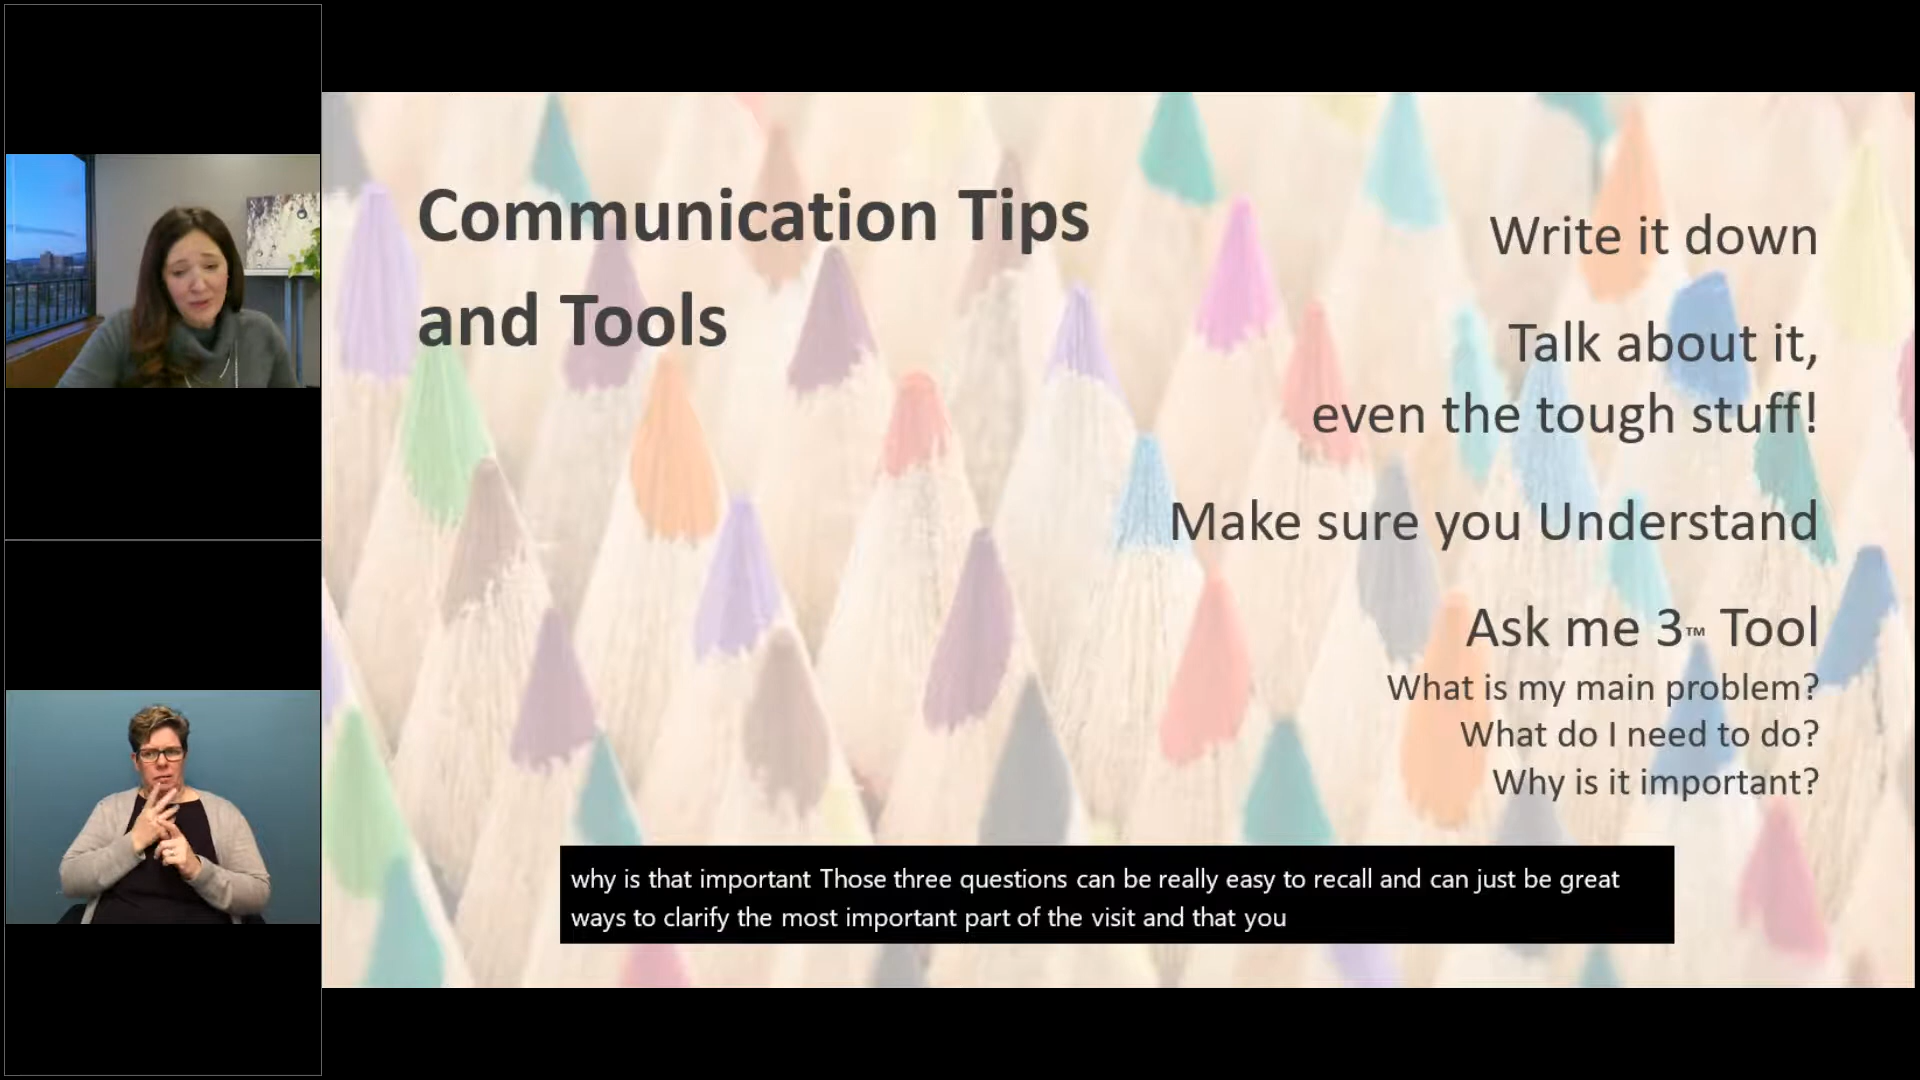 Communication Tips
and Tools
Write it down
Talk about it,
even the tough stuff!
Make sure you Understand
Ask me 3™ Tool
What is my main problem?
What do I need to do?
Why is it important?
why is that important Those three questions can be really easy to recall and can just be great
ways to clarify the most important part of the visit and that you